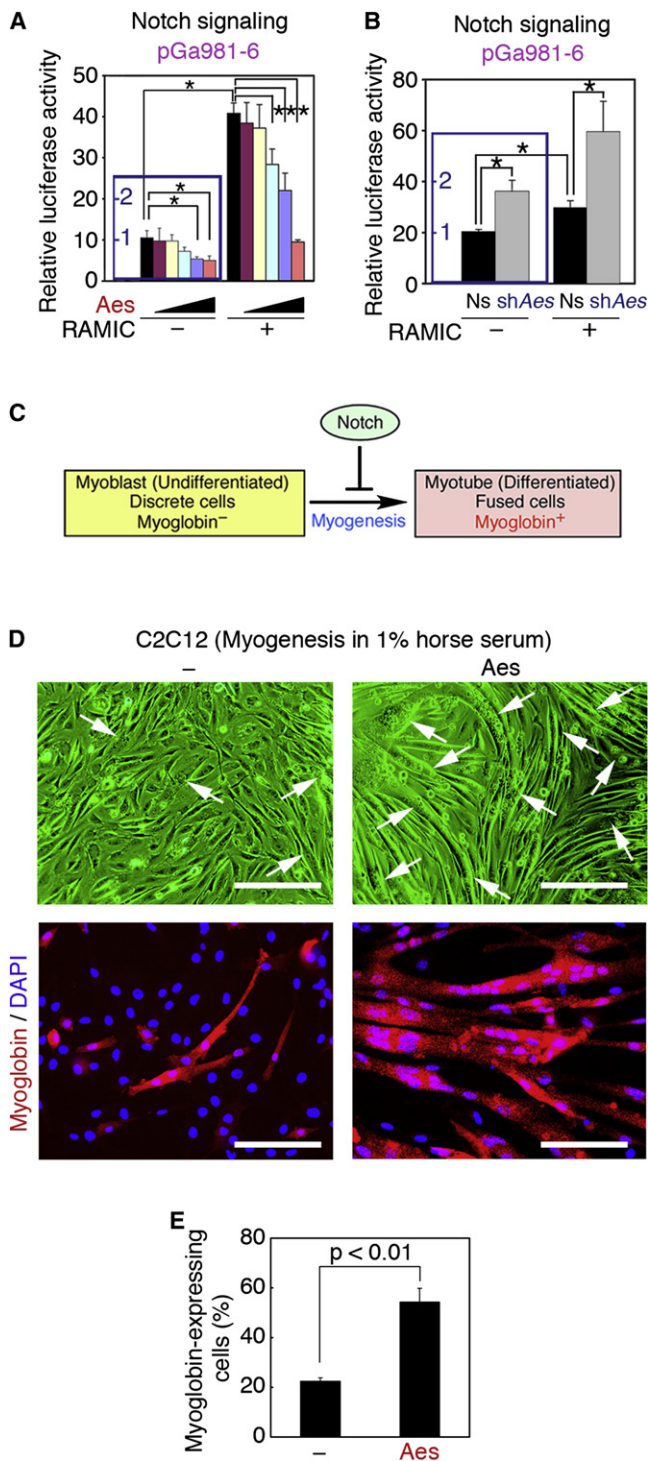 A
Notch signaling
pGa981-6
Relative luciferase activity
50
40
30
20
10
0
2
1
*
*
*
***
Aes
RAMIC
–
+
B
Notch signaling
pGa981-6
Relative luciferase activity
80
60
40
20
0
2
1
*
*
*
Ns shAes
Ns shAes
RAMIC
–
+
C
Notch
Myoblast (Undifferentiated)
Discrete cells
Myoglobin⁻
Myogenesis
Myotube (Differentiated)
Fused cells
Myoglobin⁺
D
C2C12 (Myogenesis in 1% horse serum)
–
Aes
Myoglobin / DAPI
E
Myoglobin-expressing
cells (%)
80
60
40
20
0
p < 0.01
–
Aes